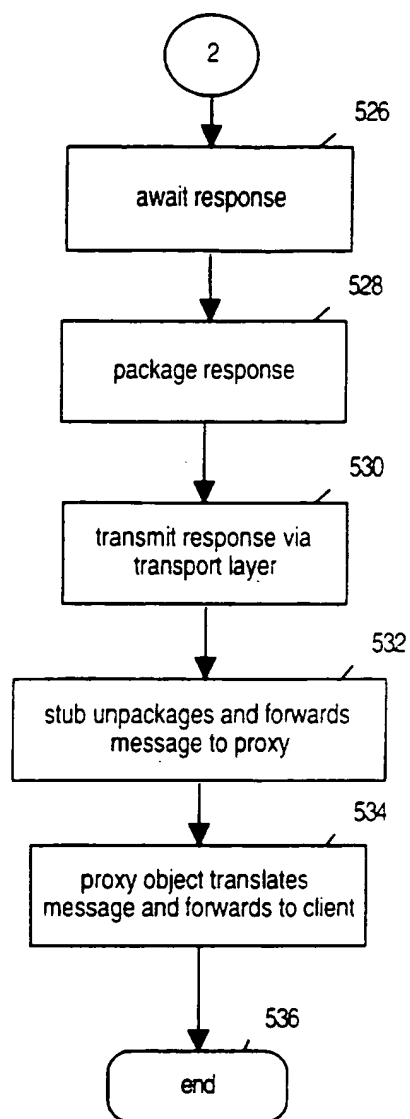 2
526
await response
528
package response
530
transmit response via
transport layer
532
stub unpackages and forwards
message to proxy
534
proxy object translates
message and forwards to client
536
end